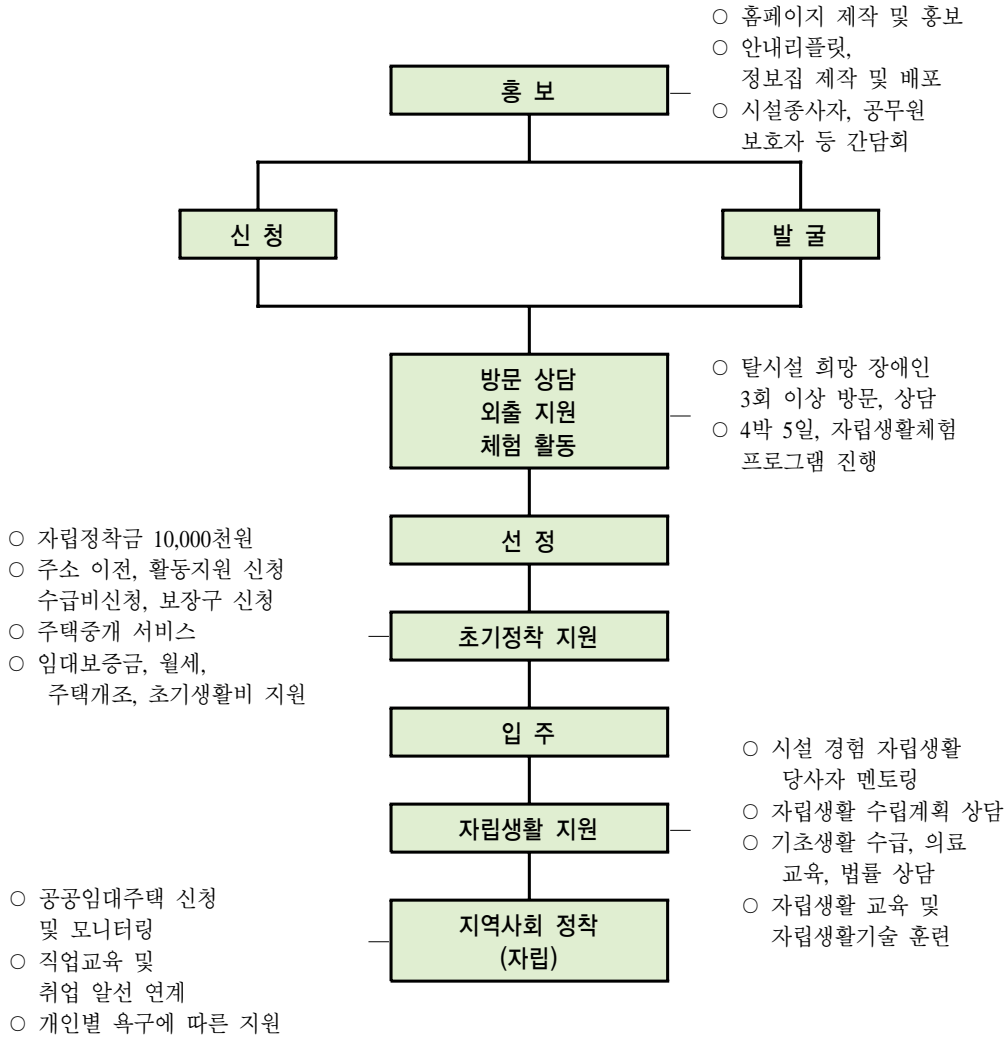 홍 보
○ 홈페이지 제작 및 홍보
○ 안내리플릿,
정보집 제작 및 배포
○ 시설종사자, 공무원
보호자 등 간담회
신 청
발 굴
방문 상담
외출 지원
체험 활동
○ 탈시설 희망 장애인
3회 이상 방문, 상담
○ 4박 5일, 자립생활체험
프로그램 진행
선 정
○ 자립정착금 10,000천원
○ 주소 이전, 활동지원 신청
수급비신청, 보장구 신청
○ 주택중개 서비스
○ 임대보증금, 월세,
주택개조, 초기생활비 지원
초기정착 지원
입 주
자립생활 지원
○ 시설 경험 자립생활
당사자 멘토링
○ 자립생활 수립계획 상담
○ 기초생활 수급, 의료
교육, 법률 상담
○ 자립생활 교육 및
자립생활기술 훈련
지역사회 정착
(자립)
○ 공공임대주택 신청
및 모니터링
○ 직업교육 및
취업 알선 연계
○ 개인별 욕구에 따른 지원